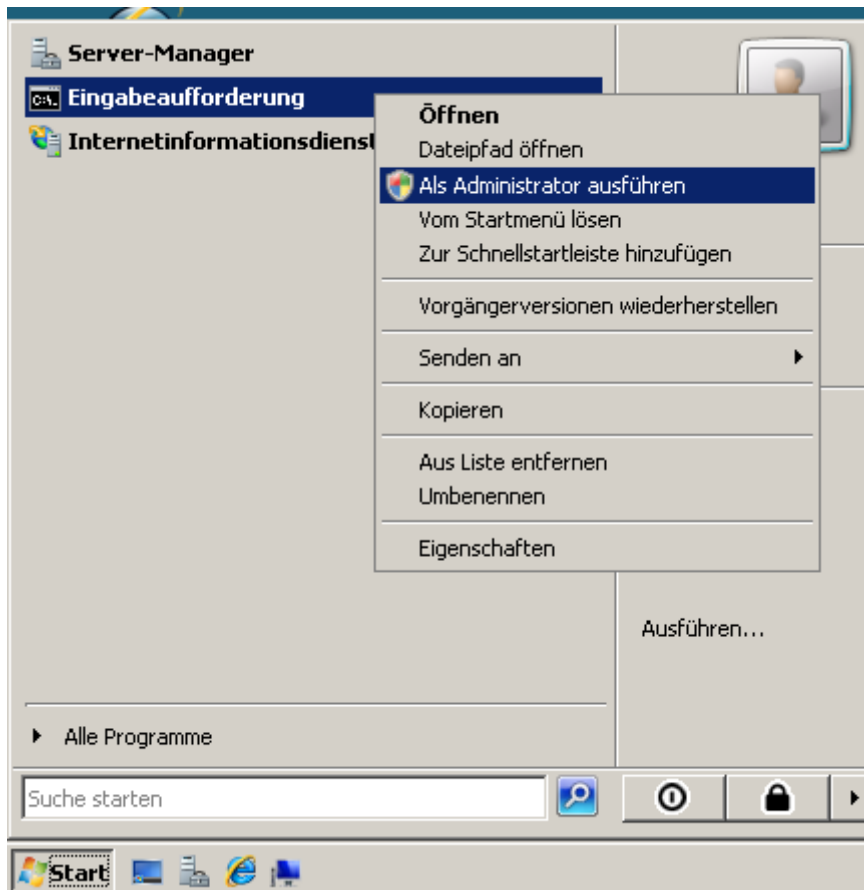 Server-Manager
Eingabeaufforderung
Internetinformationsdienst
Öffnen
Dateipfad öffnen
Als Administrator ausführen
Vom Startmenü lösen
Zur Schnellstartleiste hinzufügen
Vorgängerversionen wiederherstellen
Senden an
Kopieren
Aus Liste entfernen
Umbenennen
Eigenschaften
Ausführen...
Alle Programme
Suche starten
Start